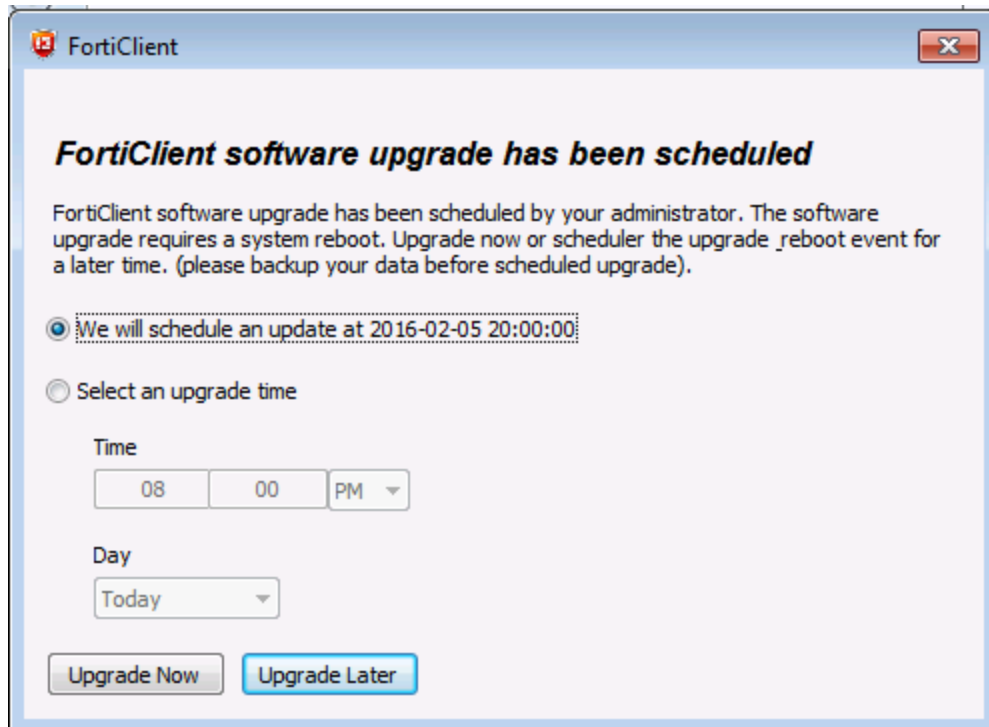 FortiClient
FortiClient software upgrade has been scheduled
FortiClient software upgrade has been scheduled by your administrator. The software
upgrade requires a system reboot. Upgrade now or scheduler the upgrade _reboot event for
a later time. (please backup your data before scheduled upgrade).
We will schedule an update at 2016-02-05 20:00:00
Select an upgrade time
Time
08 00 PM
Day
Today
Upgrade Now Upgrade Later